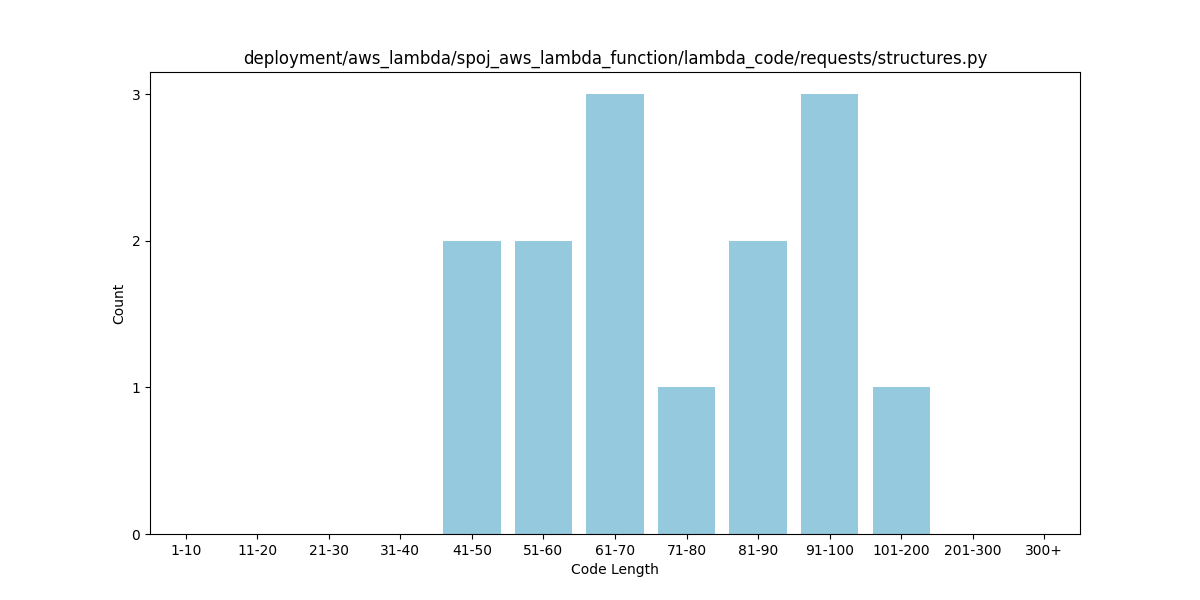 deployment/aws_lambda/spoj_aws_lambda_function/lambda_code/requests/structures.py
3
2
1
0
Count
1-10 11-20 21-30 31-40 41-50 51-60 61-70 71-80 81-90 91-100 101-200 201-300 300+
Code Length